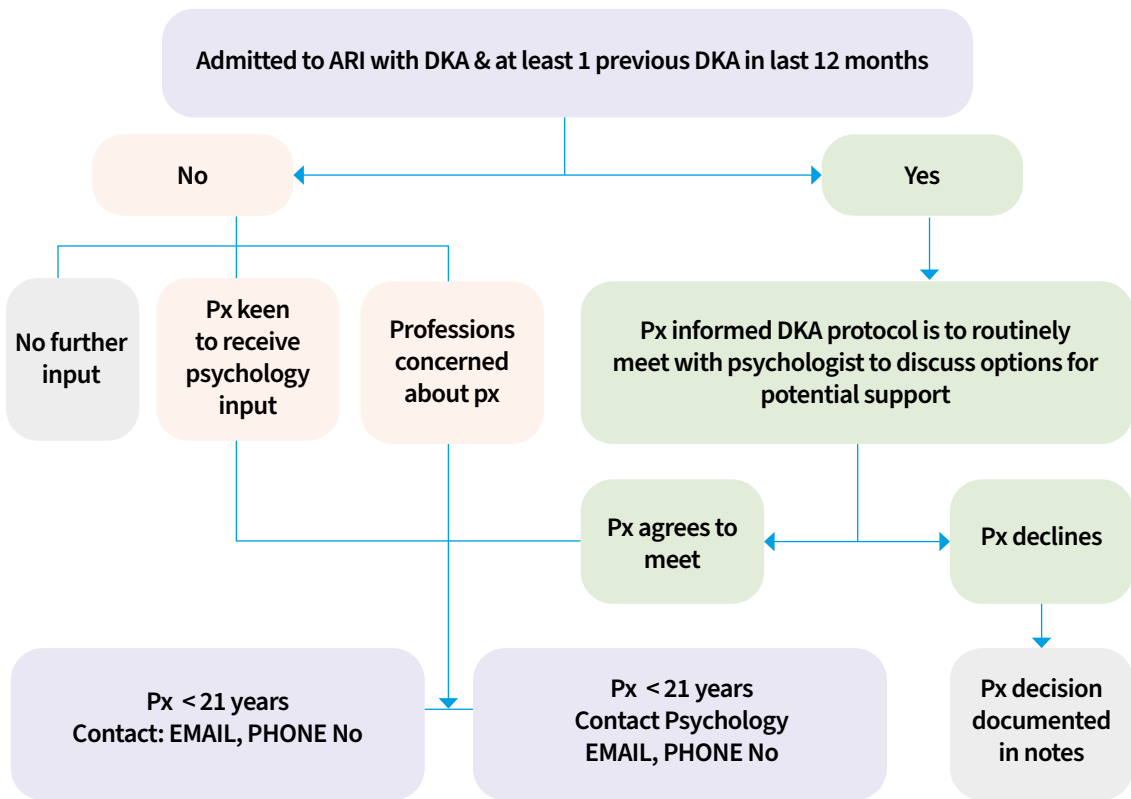 Admitted to ARI with DKA & at least 1 previous DKA in last 12 months
No
Yes
No further
input
Px keen
to receive
psychology
input
Professions
concerned
about px
Px informed DKA protocol is to routinely
meet with psychologist to discuss options for
potential support
Px agrees to
meet
Px declines
Px < 21 years
Contact: EMAIL, PHONE No
Px < 21 years
Contact Psychology
EMAIL, PHONE No
Px decision
documented
in notes